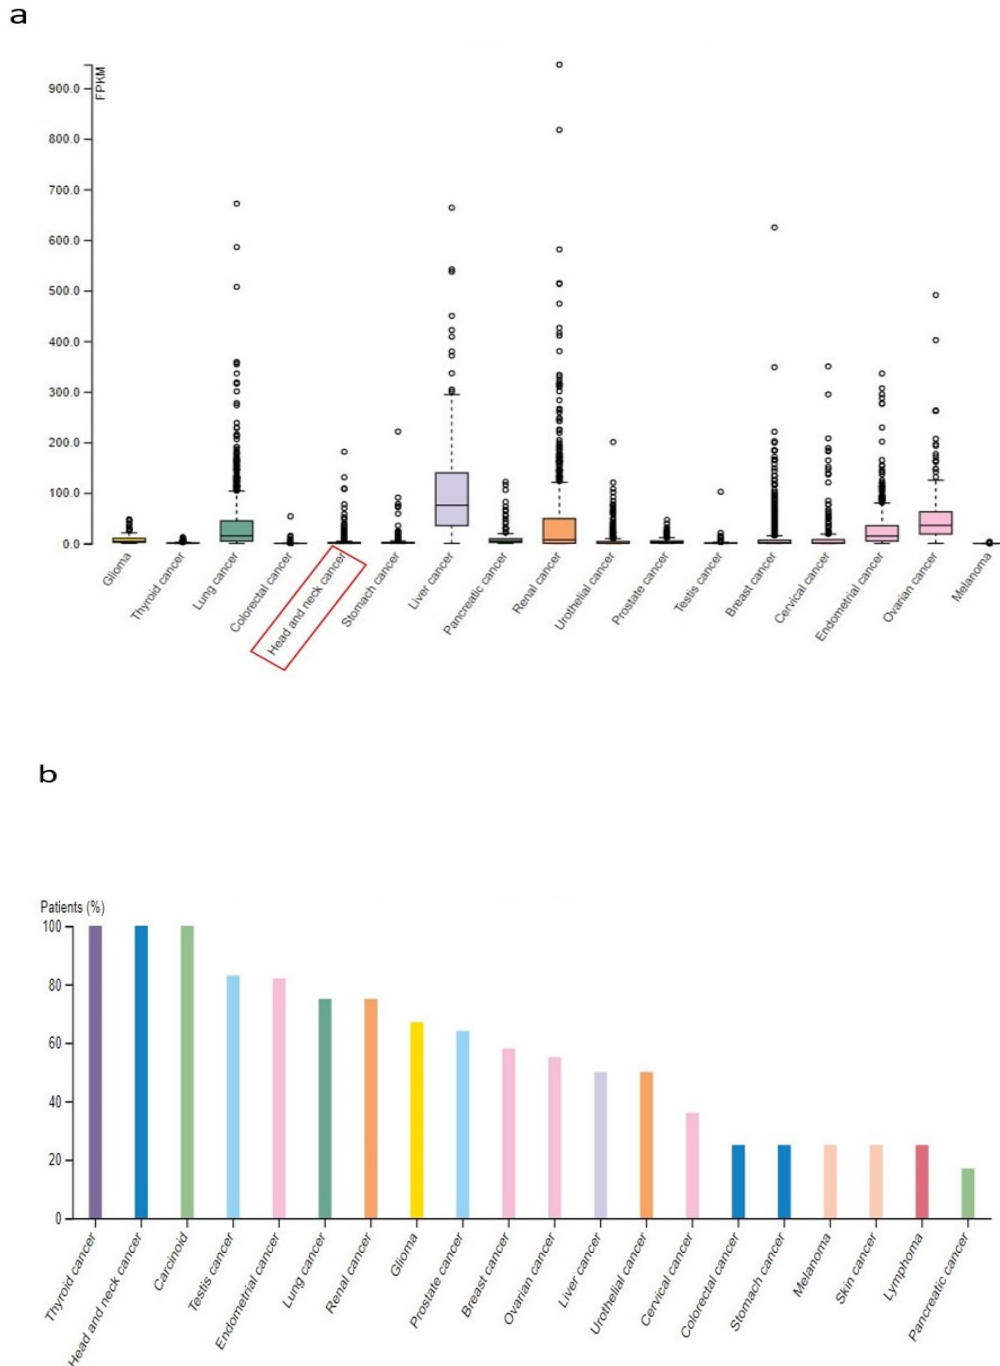 a
FPKM
900.0
800.0
700.0
600.0
500.0
400.0
300.0
200.0
100.0
0.0
Glioma
Thyroid cancer
Lung cancer
Colorectal cancer
Head and neck cancer
Stomach cancer
Liver cancer
Pancreatic cancer
Renal cancer
Urothelial cancer
Prostate cancer
Testis cancer
Breast cancer
Cervical cancer
Endometrial cancer
Ovarian cancer
Melanoma
b
Patients (%)
100
80
60
40
20
0
Thyroid cancer
Head and neck cancer
Carcinoid
Testis cancer
Endometrial cancer
Lung cancer
Renal cancer
Glioma
Prostate cancer
Breast cancer
Ovarian cancer
Liver cancer
Urothelial cancer
Cervical cancer
Colorectal cancer
Stomach cancer
Melanoma
Skin cancer
Lymphoma
Pancreatic cancer